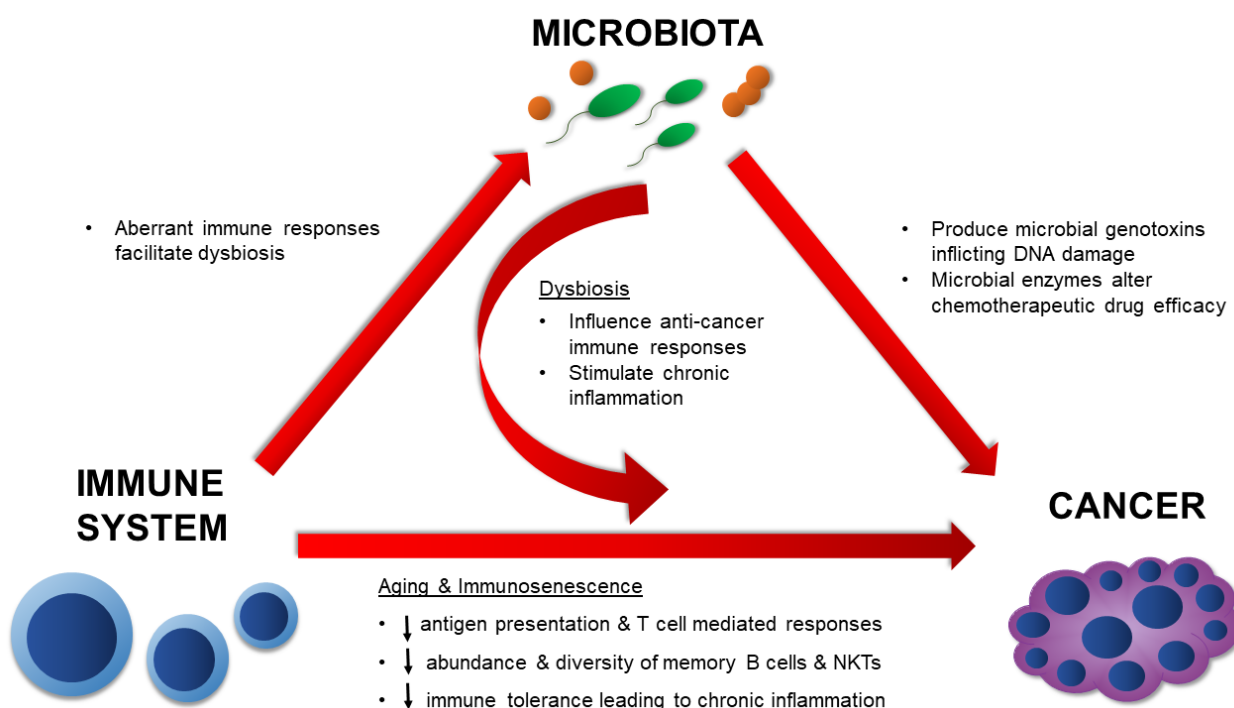 MICROBIOTA
• Aberrant immune responses
facilitate dysbiosis
• Produce microbial genotoxins
inflicting DNA damage
• Microbial enzymes alter
chemotherapeutic drug efficacy
Dysbiosis
• Influence anti-cancer
immune responses
• Stimulate chronic
inflammation
IMMUNE
SYSTEM
CANCER
Aging & Immunosenescence
• ↓ antigen presentation & T cell mediated responses
• ↓ abundance & diversity of memory B cells & NKTs
• ↓ immune tolerance leading to chronic inflammation